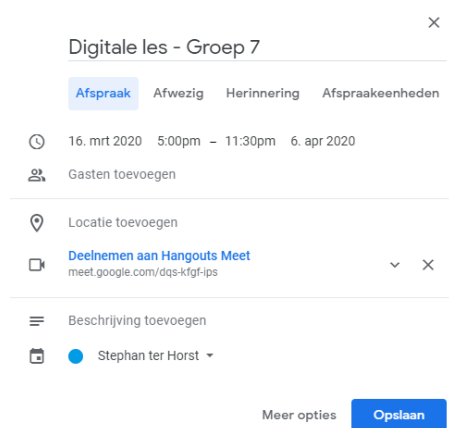 Digitale les - Groep 7
Afspraak Afwezig Herinnering Afspraakeenheden
16. mrt 2020 5:00pm – 11:30pm 6. apr 2020
Gasten toevoegen
Locatie toevoegen
Deelnemen aan Hangouts Meet
meet.google.com/dqs-kfgf-ips
Beschrijving toevoegen
Stephan ter Horst
Meer opties Opslaan